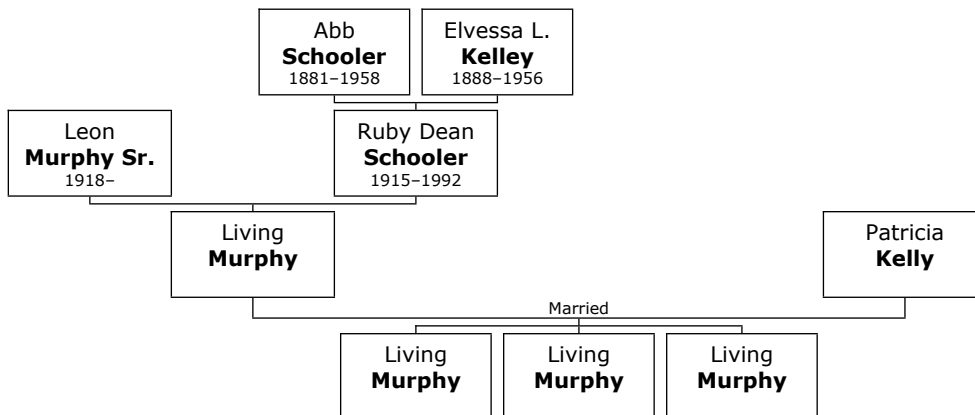 Abb
Schooler
1881–1958
Elvessa L.
Kelley
1888–1956
Leon
Murphy Sr.
1918–
Ruby Dean
Schooler
1915–1992
Living
Murphy
Patricia
Kelly
Married
Living
Murphy
Living
Murphy
Living
Murphy